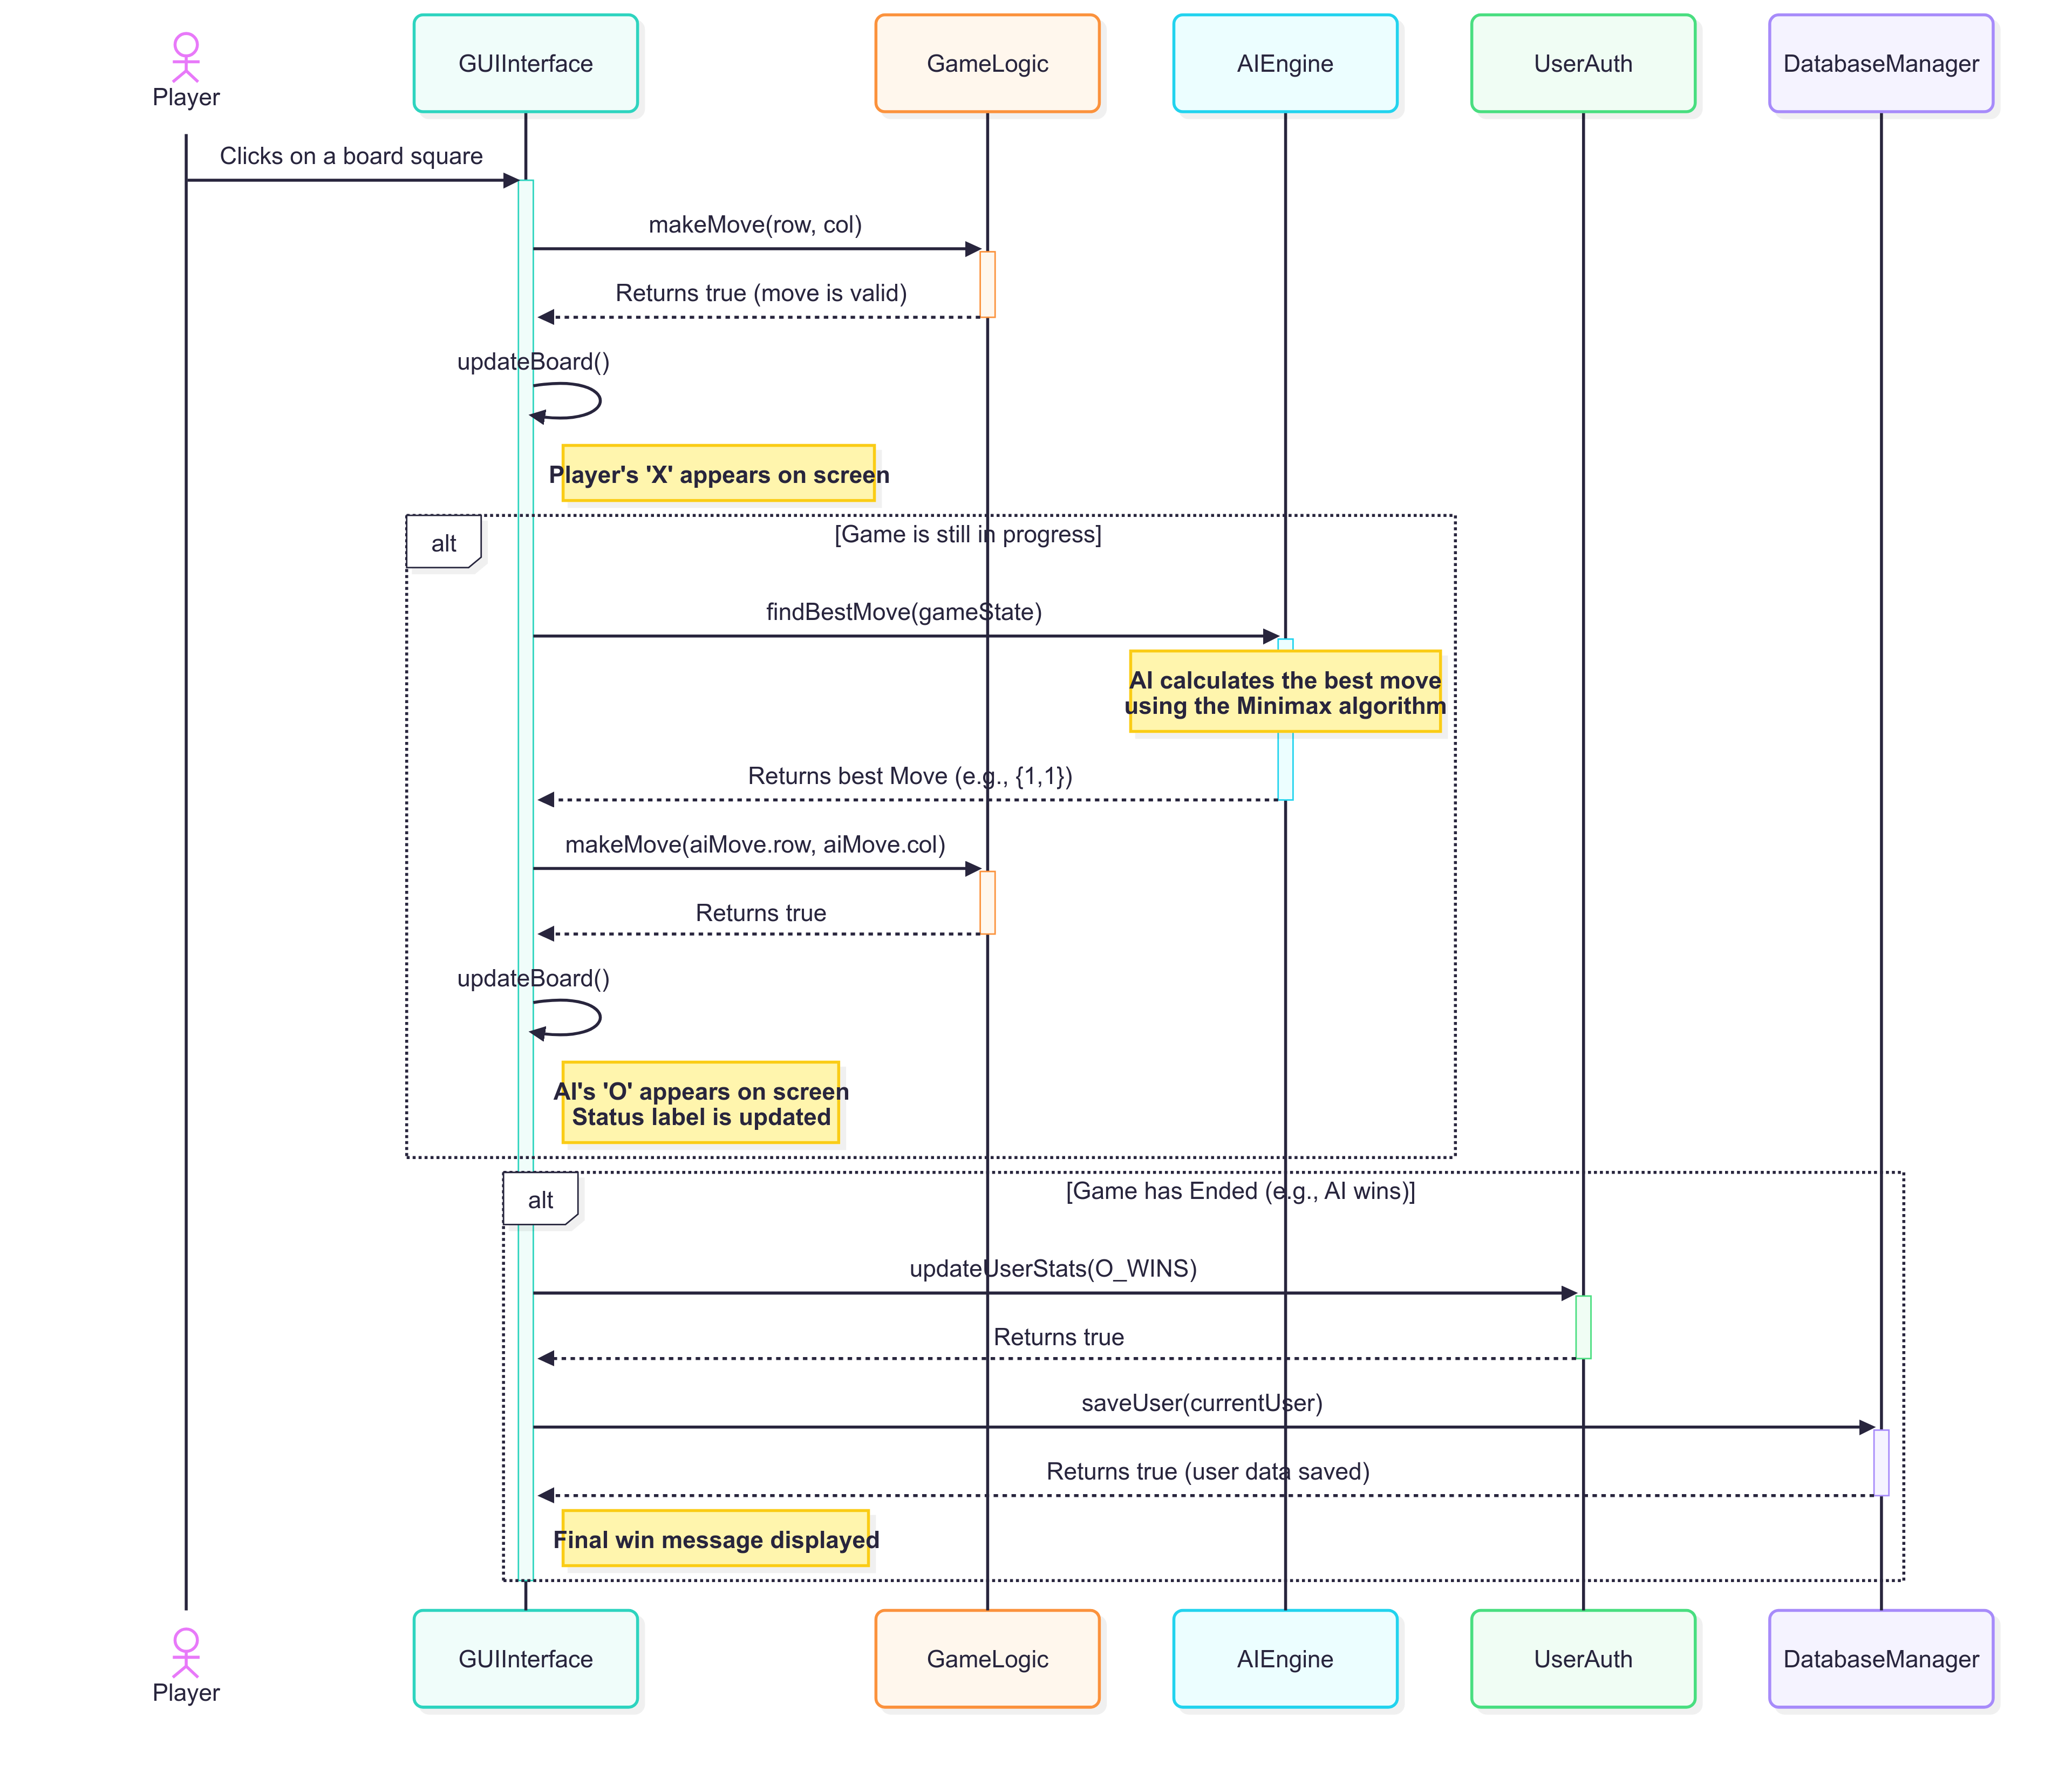 Player
GUIInterface
GameLogic
AIEngine
UserAuth
DatabaseManager
Clicks on a board square
makeMove(row, col)
Returns true (move is valid)
updateBoard()
Player's 'X' appears on screen
alt
[Game is still in progress]
findBestMove(gameState)
AI calculates the best move
using the Minimax algorithm
Returns best Move (e.g., {1,1})
makeMove(aiMove.row, aiMove.col)
Returns true
updateBoard()
AI's 'O' appears on screen
Status label is updated
alt
[Game has Ended (e.g., AI wins)]
updateUserStats(O_WINS)
Returns true
saveUser(currentUser)
Returns true (user data saved)
Final win message displayed
Player
GUIInterface
GameLogic
AIEngine
UserAuth
DatabaseManager